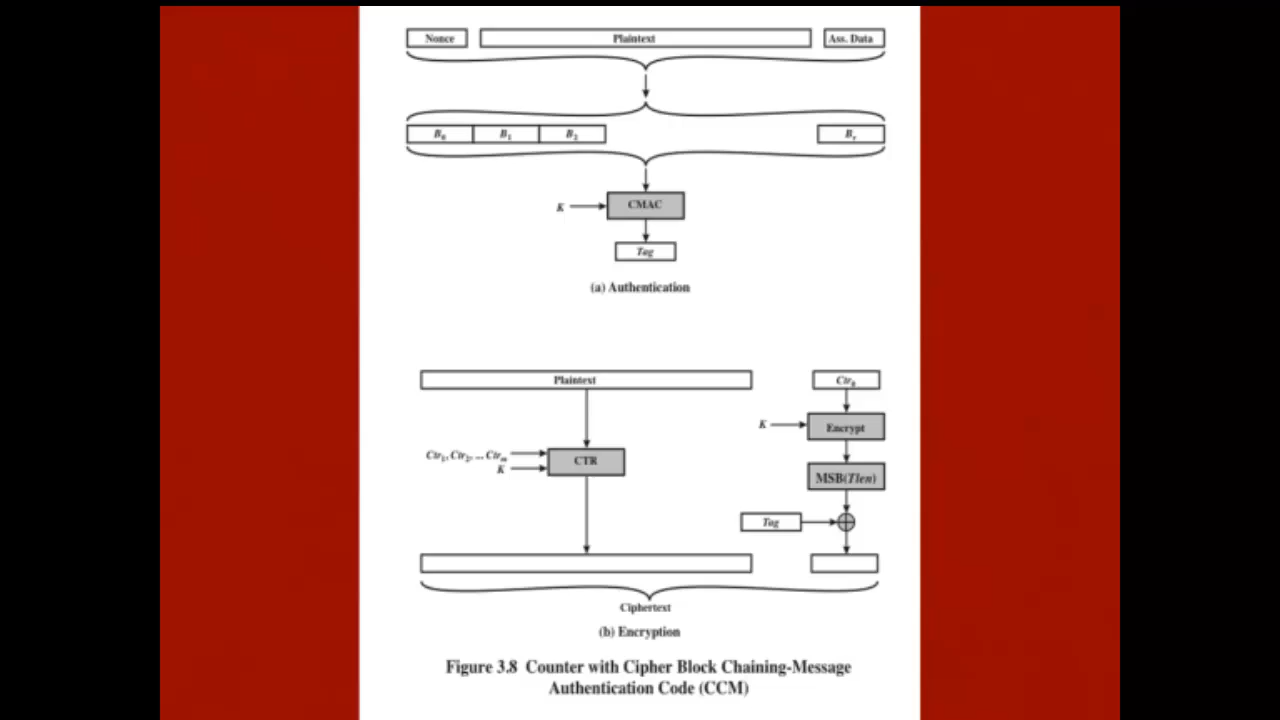 Nonce Plaintext Ass. Data
B0 B1 B2 Br
K CMAC
Tag
(a) Authentication
Plaintext Ctr0
K Encrypt
Ctr1, Ctr2, ... Ctrm CTR
K
MSB(Tlen)
Tag
Ciphertext
(b) Encryption
Figure 3.8 Counter with Cipher Block Chaining-Message
Authentication Code (CCM)